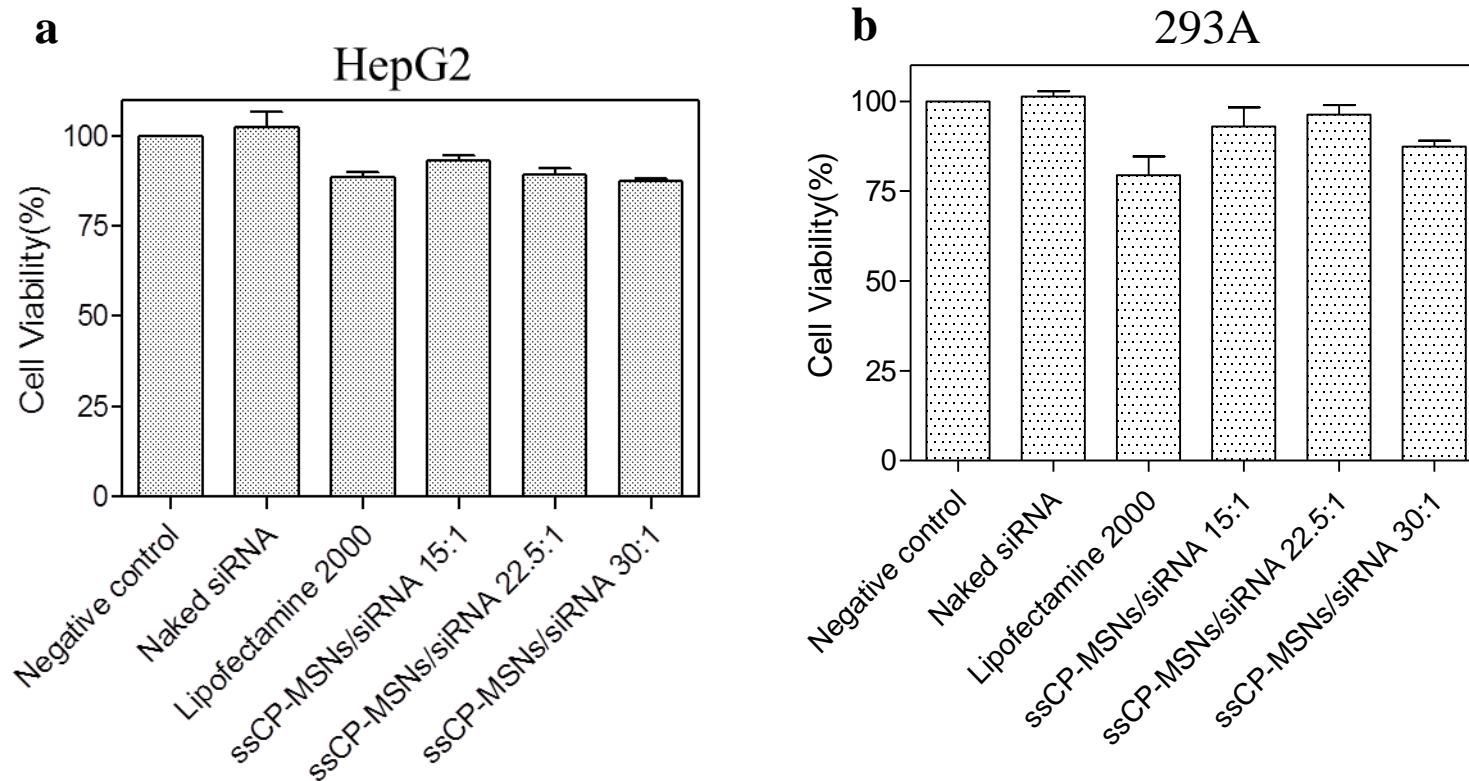 a
HepG2
Cell Viability(%)
100
75
50
25
0
Negative control
Naked siRNA
Lipofectamine 2000
ssCP-MSNs/siRNA 15:1
ssCP-MSNs/siRNA 22.5:1
ssCP-MSNs/siRNA 30:1
b
293A
Cell Viability(%)
100
75
50
25
0
Negative control
Naked siRNA
Lipofectamine 2000
ssCP-MSNs/siRNA 15:1
ssCP-MSNs/siRNA 22.5:1
ssCP-MSNs/siRNA 30:1